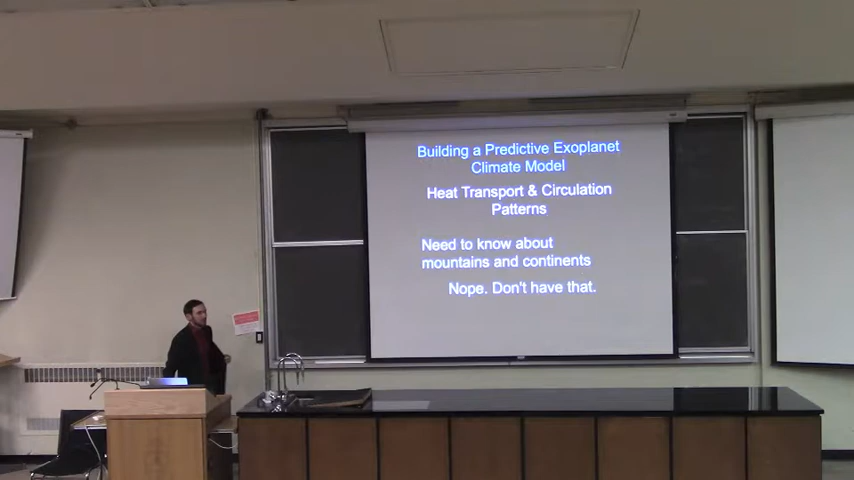 Building a Predictive Exoplanet
Climate Model
Heat Transport & Circulation
Patterns
Need to know about
mountains and continents
Nope. Don't have that.